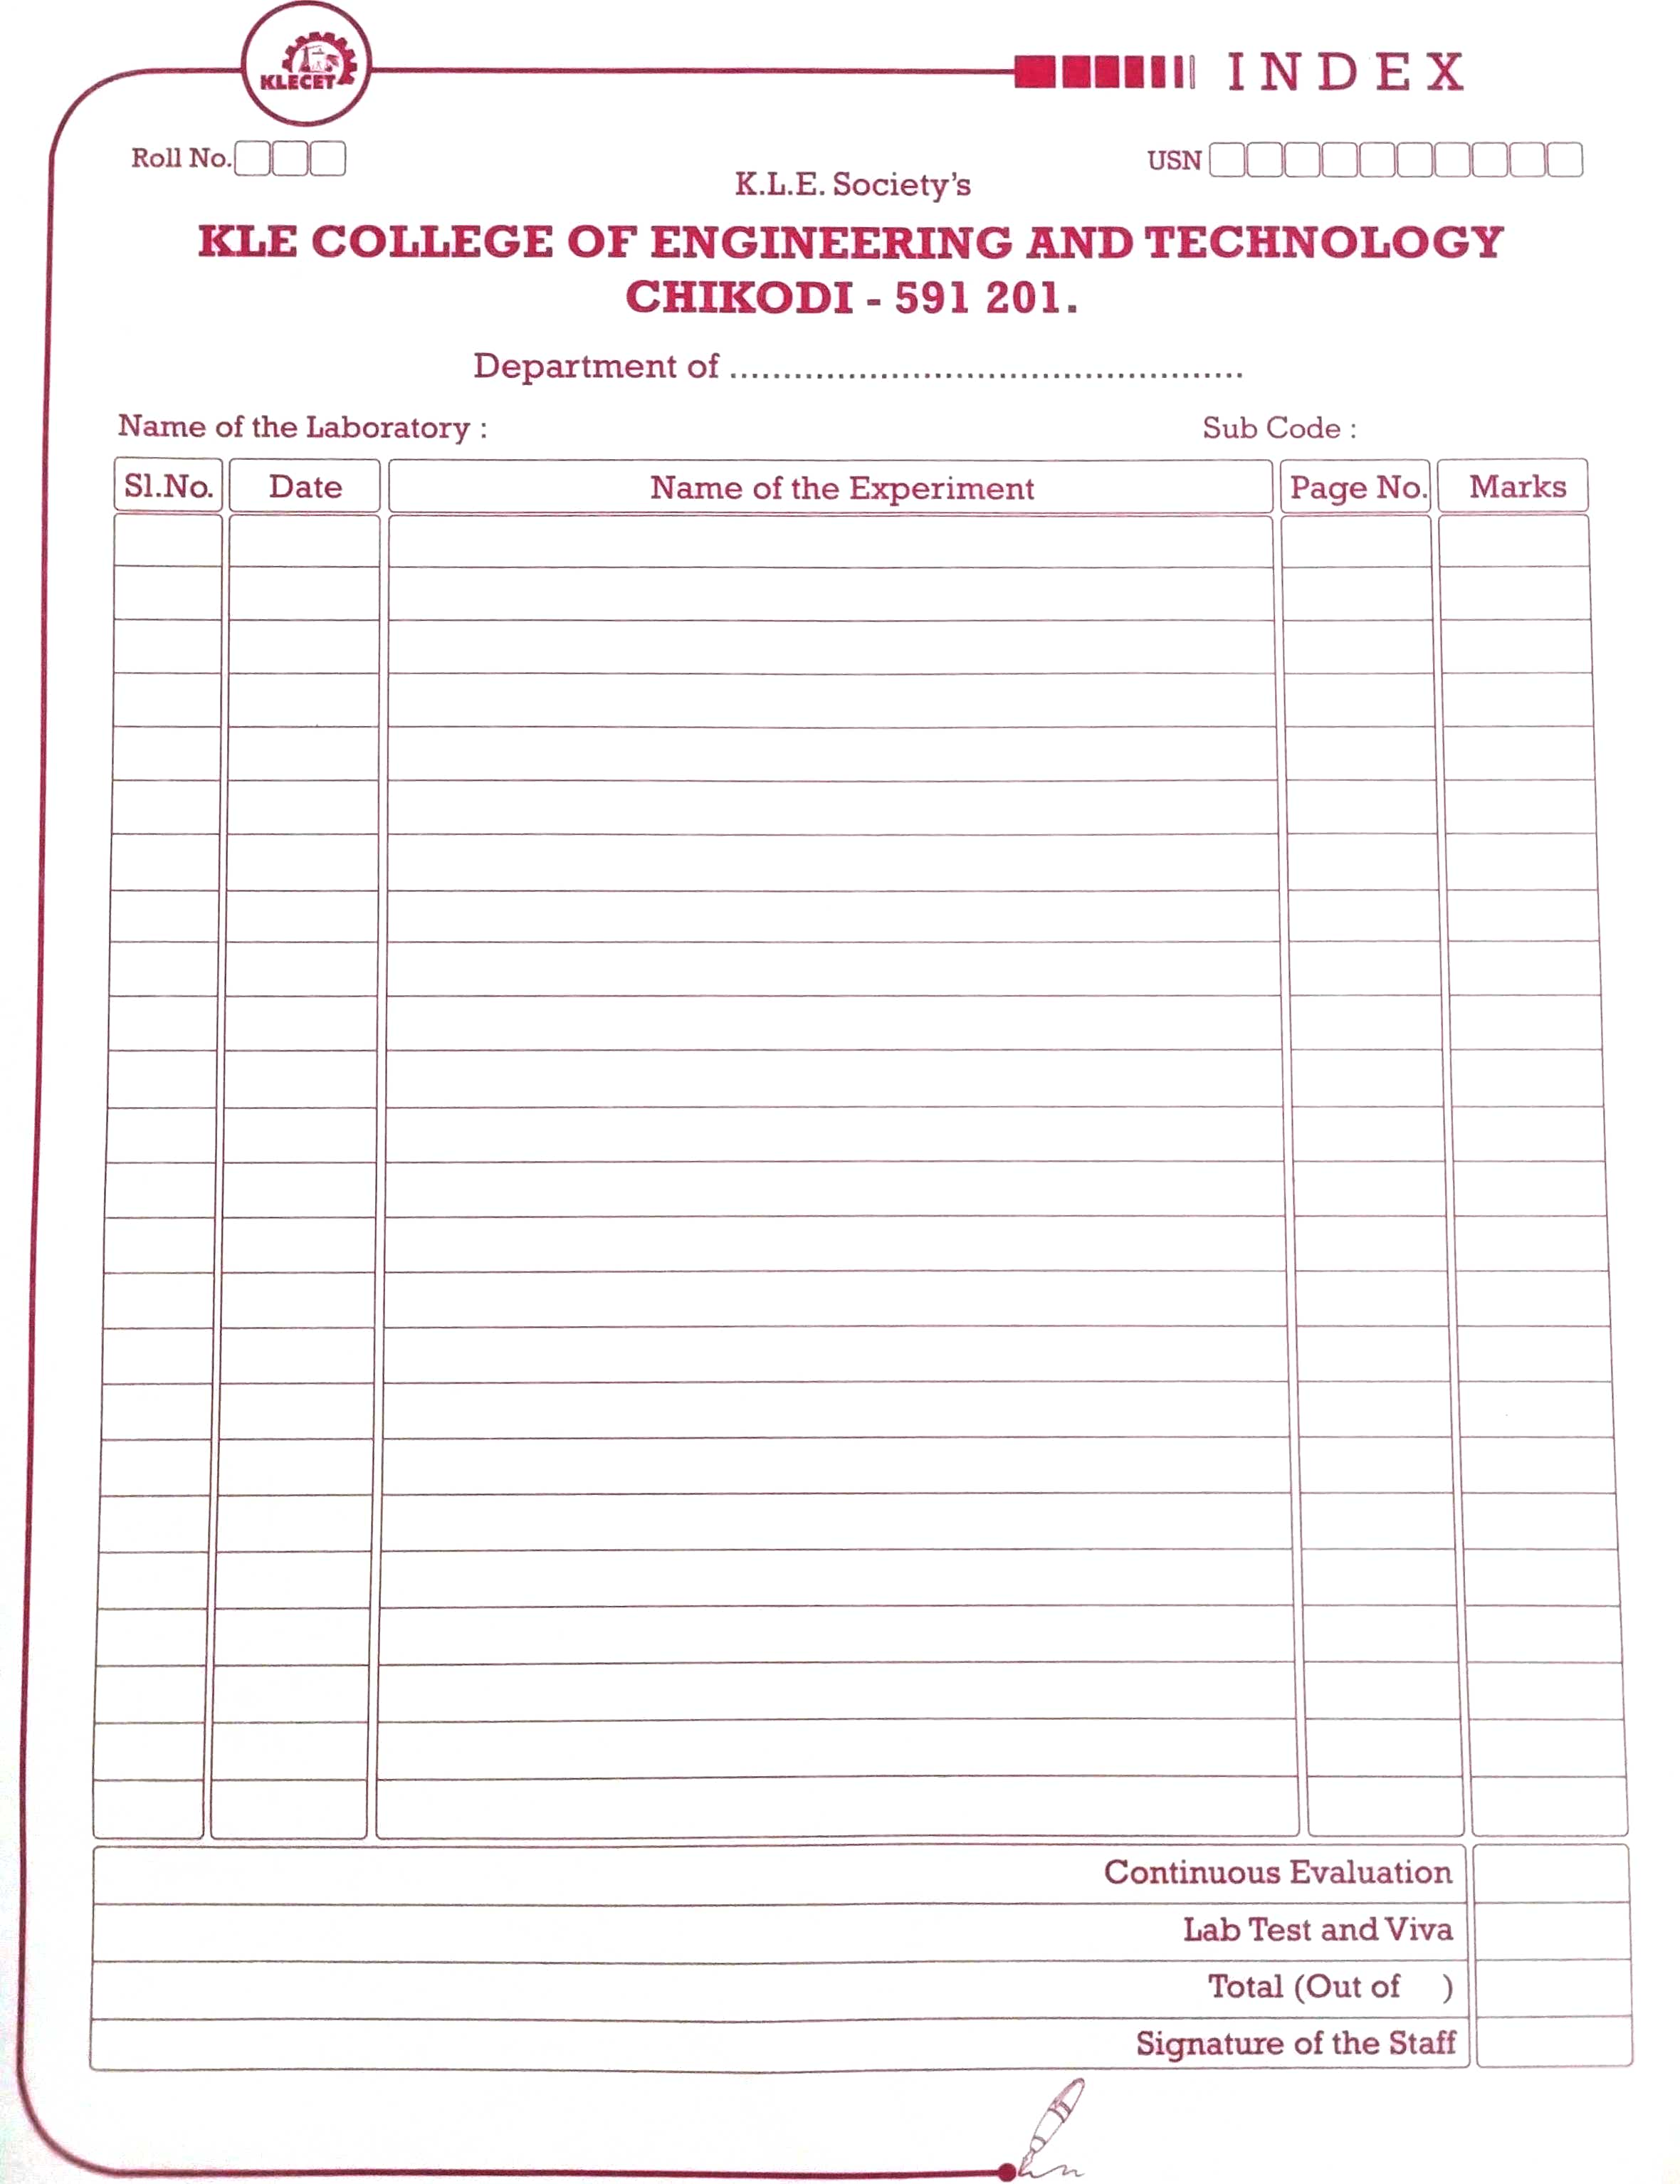 KLECET
INDEX
Roll No.
USN
K.L.E. Society's
KLE COLLEGE OF ENGINEERING AND TECHNOLOGY
CHIKODI - 591 201.
Department of ................................................
Name of the Laboratory :
Sub Code :
Sl.No. Date Name of the Experiment Page No. Marks
Continuous Evaluation
Lab Test and Viva
Total (Out of )
Signature of the Staff